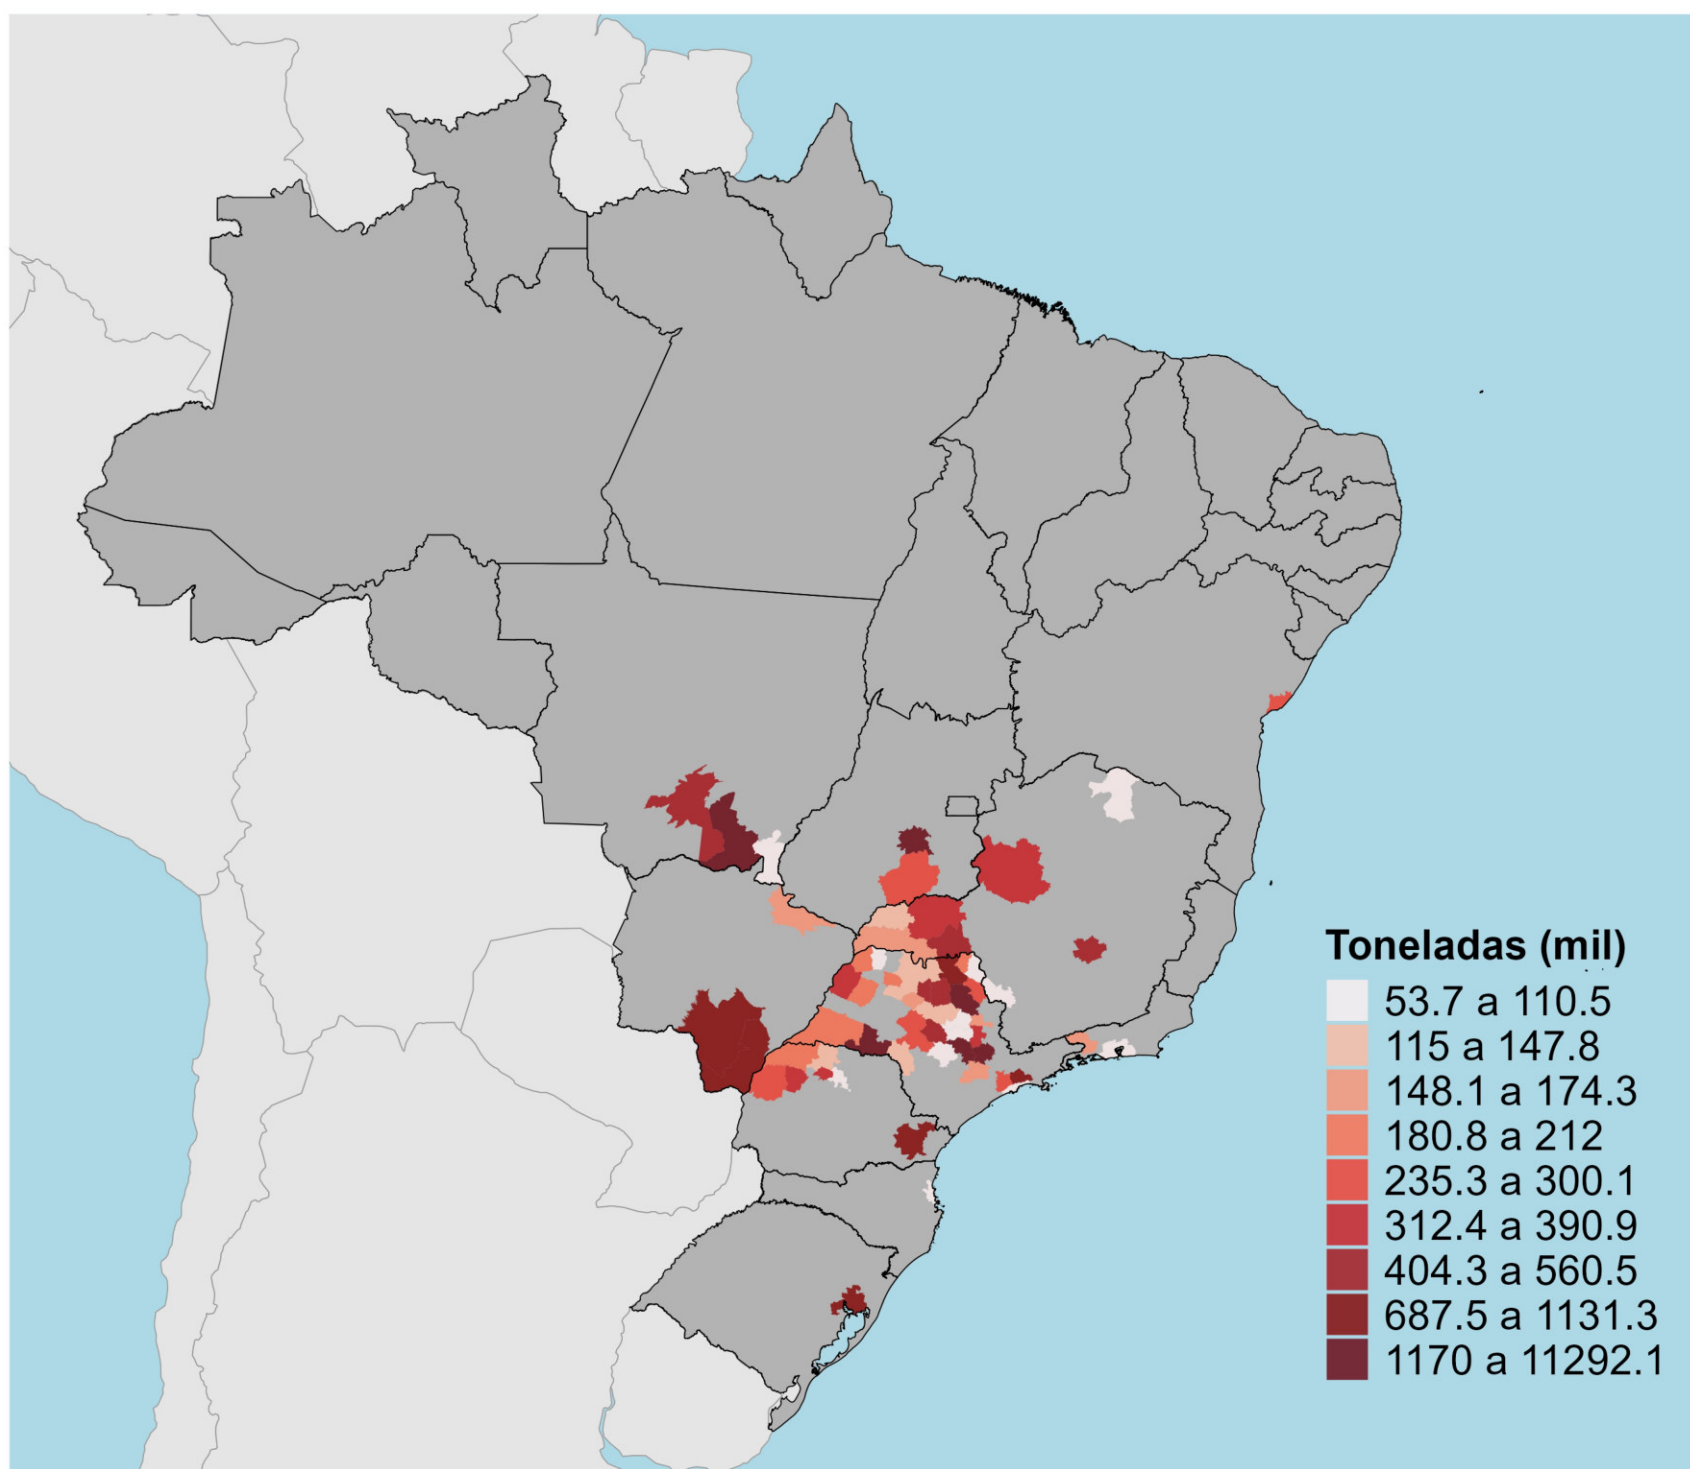 Toneladas (mil)
53.7 a 110.5
115 a 147.8
148.1 a 174.3
180.8 a 212
235.3 a 300.1
312.4 a 390.9
404.3 a 560.5
687.5 a 1131.3
1170 a 11292.1